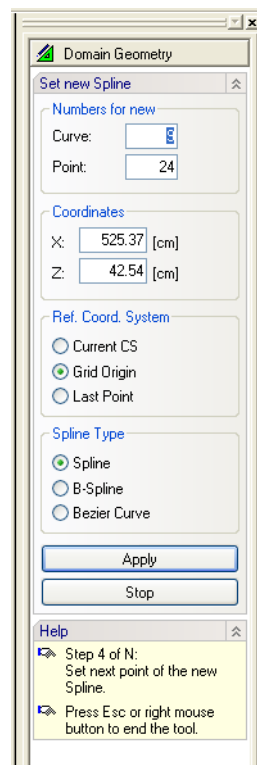 Domain Geometry
Set new Spline
Numbers for new
Curve: 9
Point: 24
Coordinates
X: 525.37 [cm]
Z: 42.54 [cm]
Ref. Coord. System
Current CS
Grid Origin
Last Point
Spline Type
Spline
B-Spline
Bezier Curve
Apply
Stop
Help
Step 4 of N:
Set next point of the new
Spline.
Press Esc or right mouse
button to end the tool.